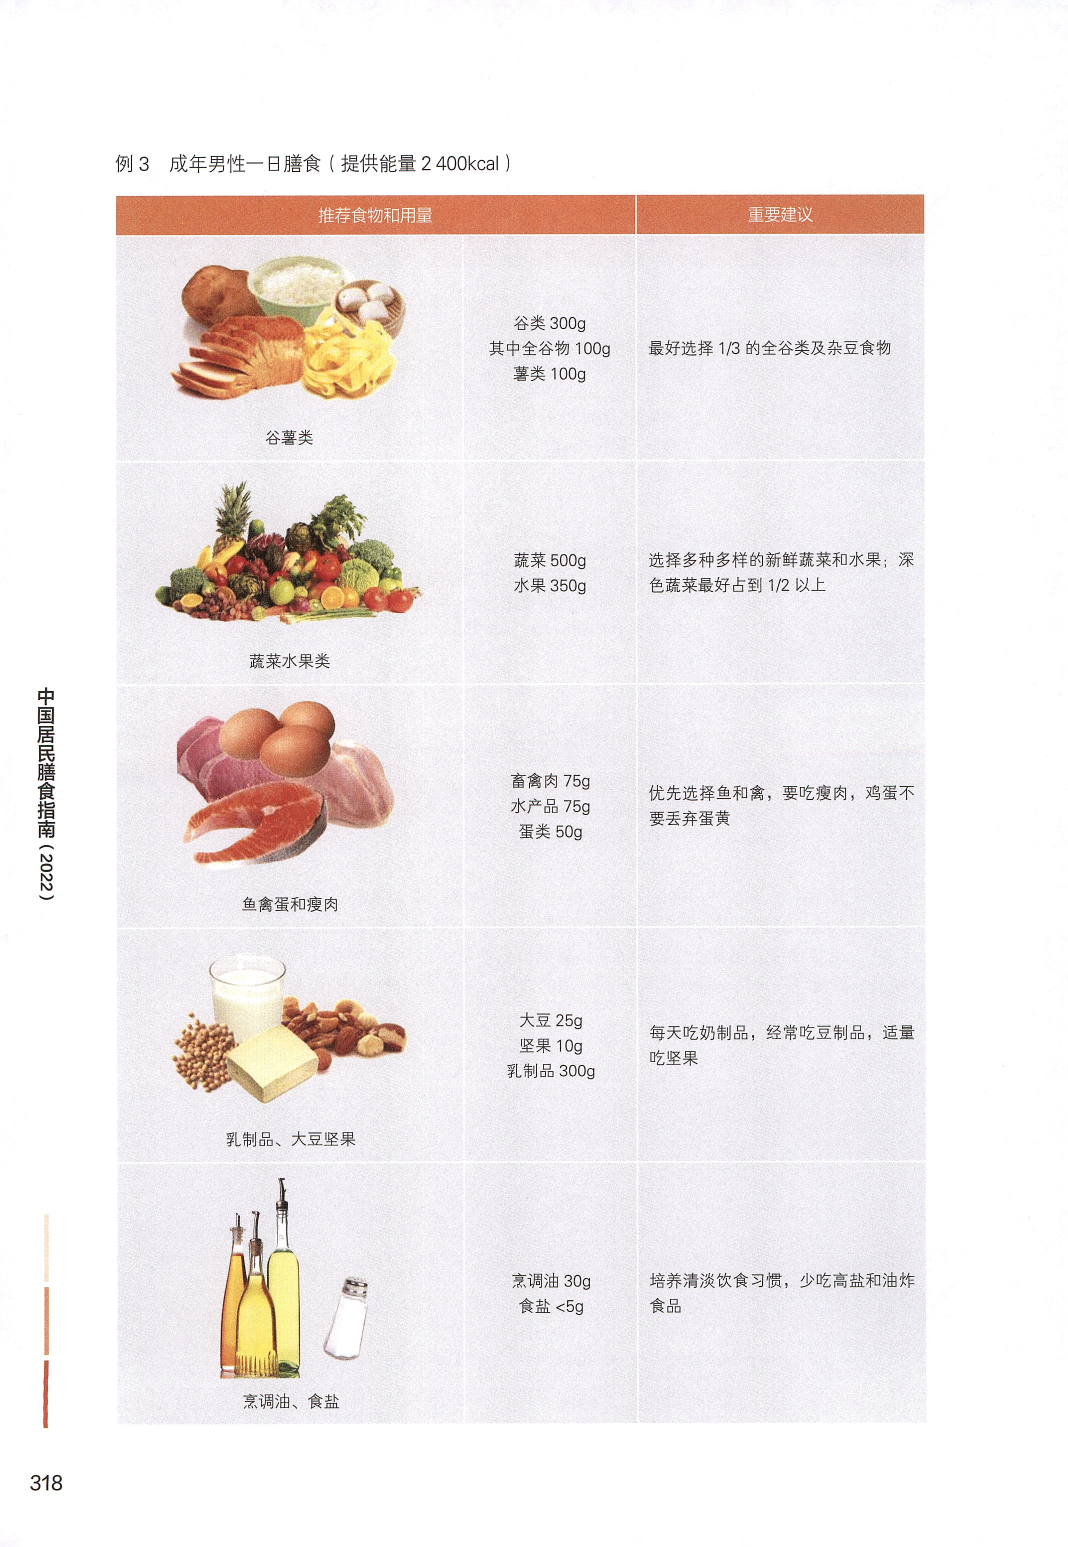 例 3 成年男性一日膳食（提供能量 2 400kcal）
推荐食物和用量
重要建议
谷类 300g
其中全谷物 100g
薯类 100g
最好选择 1/3 的全谷类及杂豆食物
谷薯类
蔬菜 500g
水果 350g
选择多种多样的新鲜蔬菜和水果；深
色蔬菜最好占到 1/2 以上
蔬菜水果类
畜禽肉 75g
水产品 75g
蛋类 50g
优先选择鱼和禽，要吃瘦肉，鸡蛋不
要丢弃蛋黄
鱼禽蛋和瘦肉
大豆 25g
坚果 10g
乳制品 300g
每天吃奶制品，经常吃豆制品，适量
吃坚果
乳制品、大豆坚果
烹调油 30g
食盐 <5g
培养清淡饮食习惯，少吃高盐和油炸
食品
烹调油、食盐
中国居民膳食指南（2022）
318